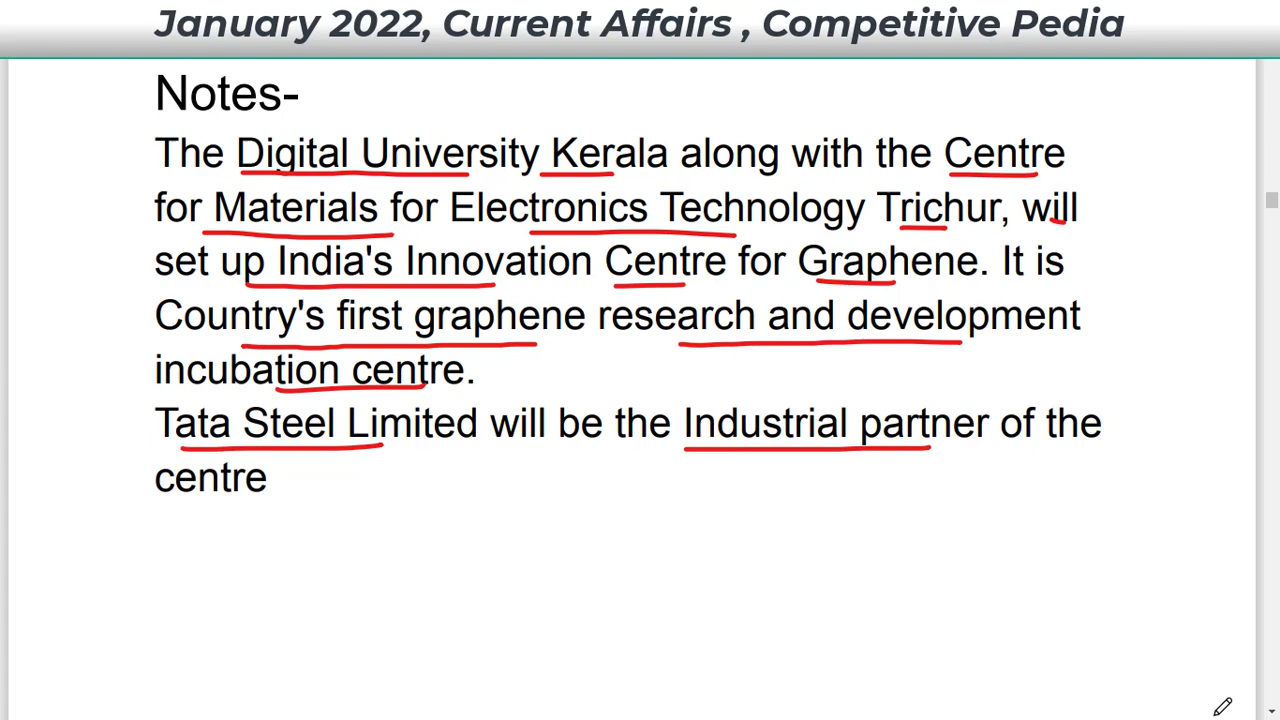 January 2022, Current Affairs , Competitive Pedia
Notes-
The Digital University Kerala along with the Centre
for Materials for Electronics Technology Trichur, will
set up India's Innovation Centre for Graphene. It is
Country's first graphene research and development
incubation centre.
Tata Steel Limited will be the Industrial partner of the
centre